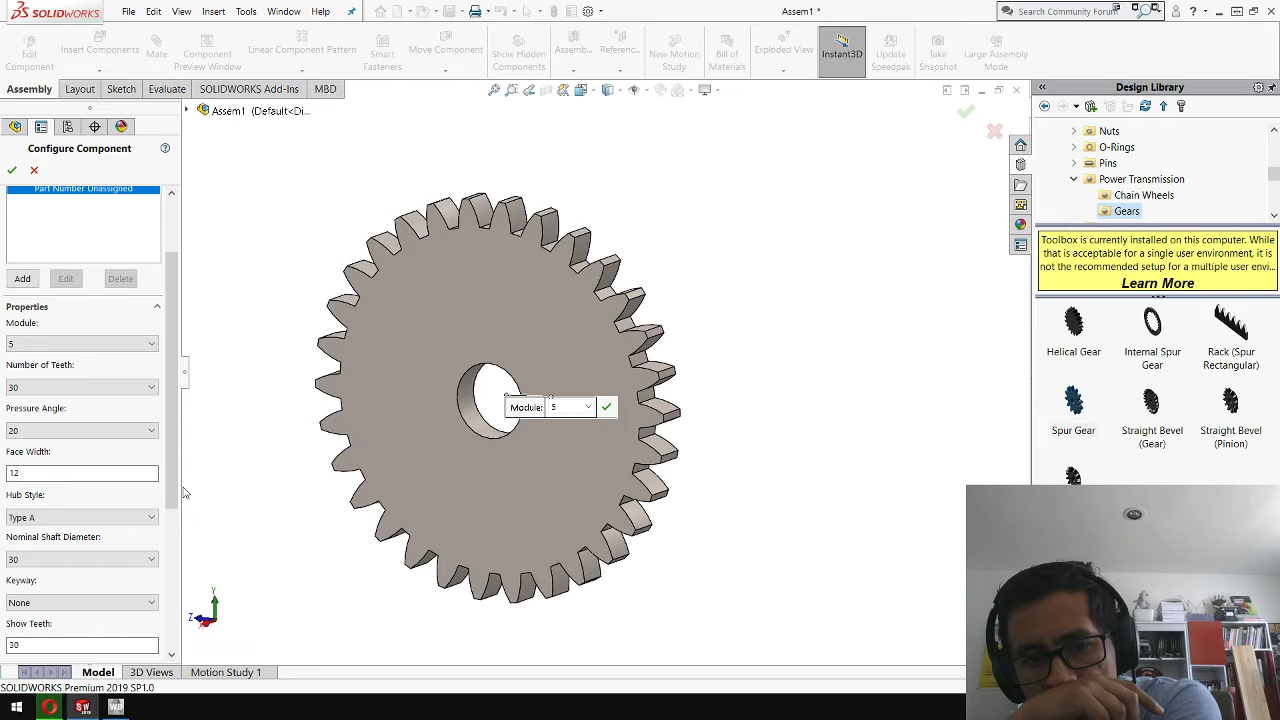 SOLIDWORKS File Edit View Insert Tools Window Help Assem1 * Search Community Forum
Edit Component Insert Components Mate Component Preview Window Linear Component Pattern Smart Fasteners Move Component Show Hidden Components Assemb... Referenc... New Motion Study Bill of Materials Exploded View Instant3D Update Speedpak Take Snapshot Large Assembly Mode
Assembly Layout Sketch Evaluate SOLIDWORKS Add-Ins MBD
Design Library
Assem1 (Default<Di...
Configure Component
Part Number Unassigned
Add Edit Delete
Properties
Module:
5
Number of Teeth:
30
Pressure Angle:
20
Face Width:
12
Hub Style:
Type A
Nominal Shaft Diameter:
30
Keyway:
None
Show Teeth:
30
Module: 5
Y
Z
Nuts
O-Rings
Pins
Power Transmission
Chain Wheels
Gears
Toolbox is currently installed on this computer. While
that is acceptable for a single user environment, it is
not the recommended setup for a multiple user envi...
Learn More
Helical Gear
Internal Spur Gear
Rack (Spur Rectangular)
Spur Gear
Straight Bevel (Gear)
Straight Bevel (Pinion)
Model 3D Views Motion Study 1
SOLIDWORKS Premium 2019 SP1.0